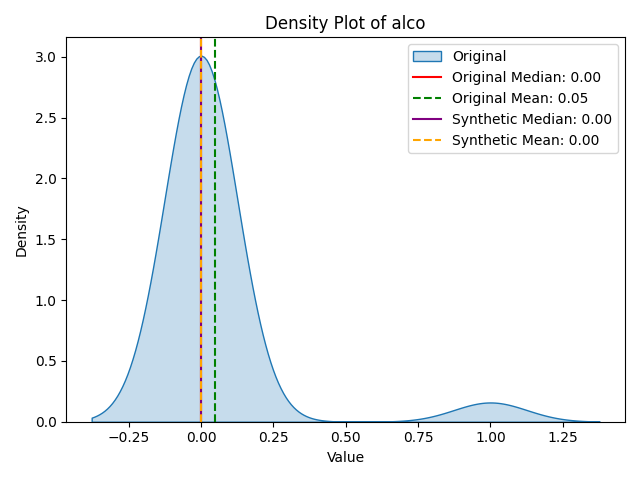 Density Plot of alco
Original
Original Median: 0.00
Original Mean: 0.05
Synthetic Median: 0.00
Synthetic Mean: 0.00
Density
3.0
2.5
2.0
1.5
1.0
0.5
0.0
−0.25 0.00 0.25 0.50 0.75 1.00 1.25
Value